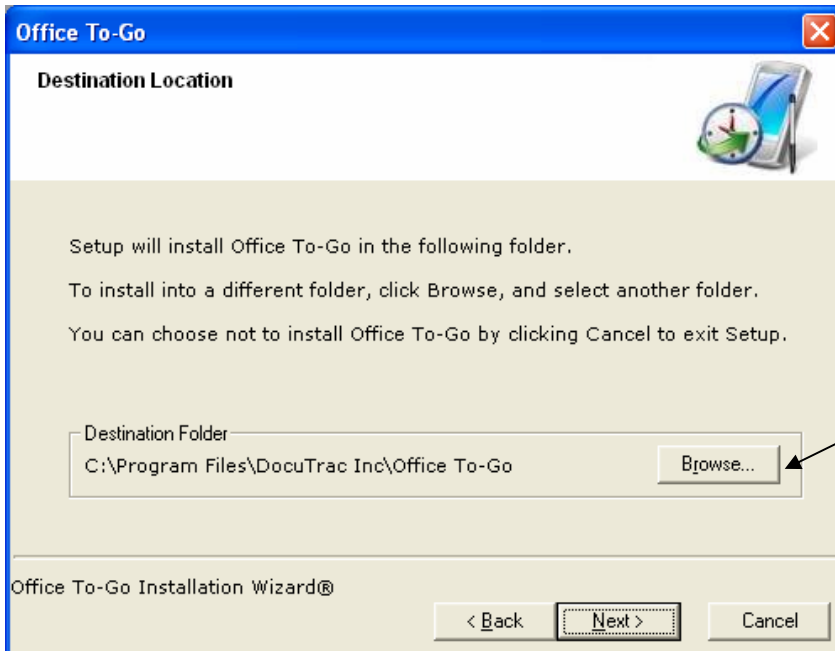 Office To-Go
Destination Location
Setup will install Office To-Go in the following folder.
To install into a different folder, click Browse, and select another folder.
You can choose not to install Office To-Go by clicking Cancel to exit Setup.
Destination Folder
C:\Program Files\DocuTrac Inc\Office To-Go
Browse...
Office To-Go Installation Wizard®
< Back
Next >
Cancel